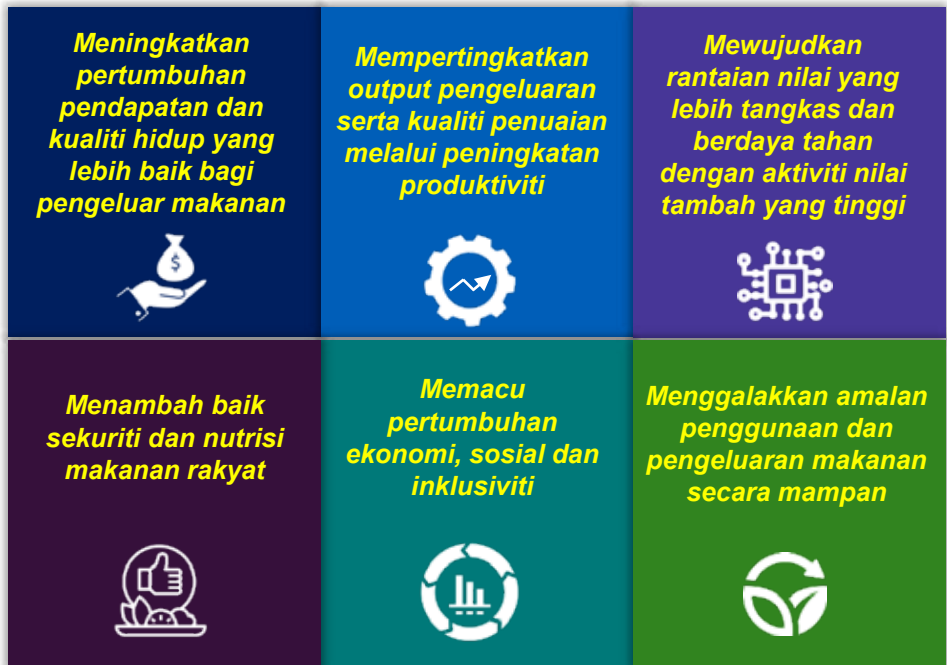 Meningkatkan
pertumbuhan
pendapatan dan
kualiti hidup yang
lebih baik bagi
pengeluar makanan
Mempertingkatkan
output pengeluaran
serta kualiti penuaian
melalui peningkatan
produktiviti
Mewujudkan
rantaian nilai yang
lebih tangkas dan
berdaya tahan
dengan aktiviti nilai
tambah yang tinggi
$
Menambah baik
sekuriti dan nutrisi
makanan rakyat
Memacu
pertumbuhan
ekonomi, sosial dan
inklusiviti
Menggalakkan amalan
penggunaan dan
pengeluaran makanan
secara mampan